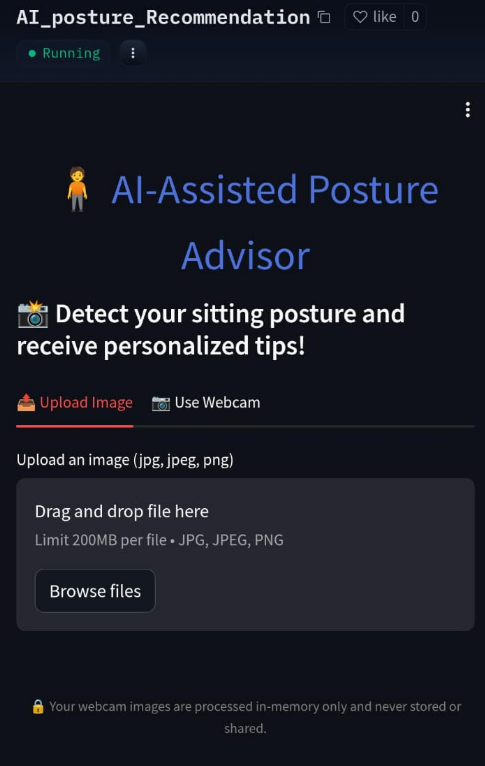 AI_posture_Recommendation like 0
Running
AI-Assisted Posture
Advisor
Detect your sitting posture and
receive personalized tips!
Upload Image Use Webcam
Upload an image (jpg, jpeg, png)
Drag and drop file here
Limit 200MB per file • JPG, JPEG, PNG
Browse files
Your webcam images are processed in-memory only and never stored or
shared.